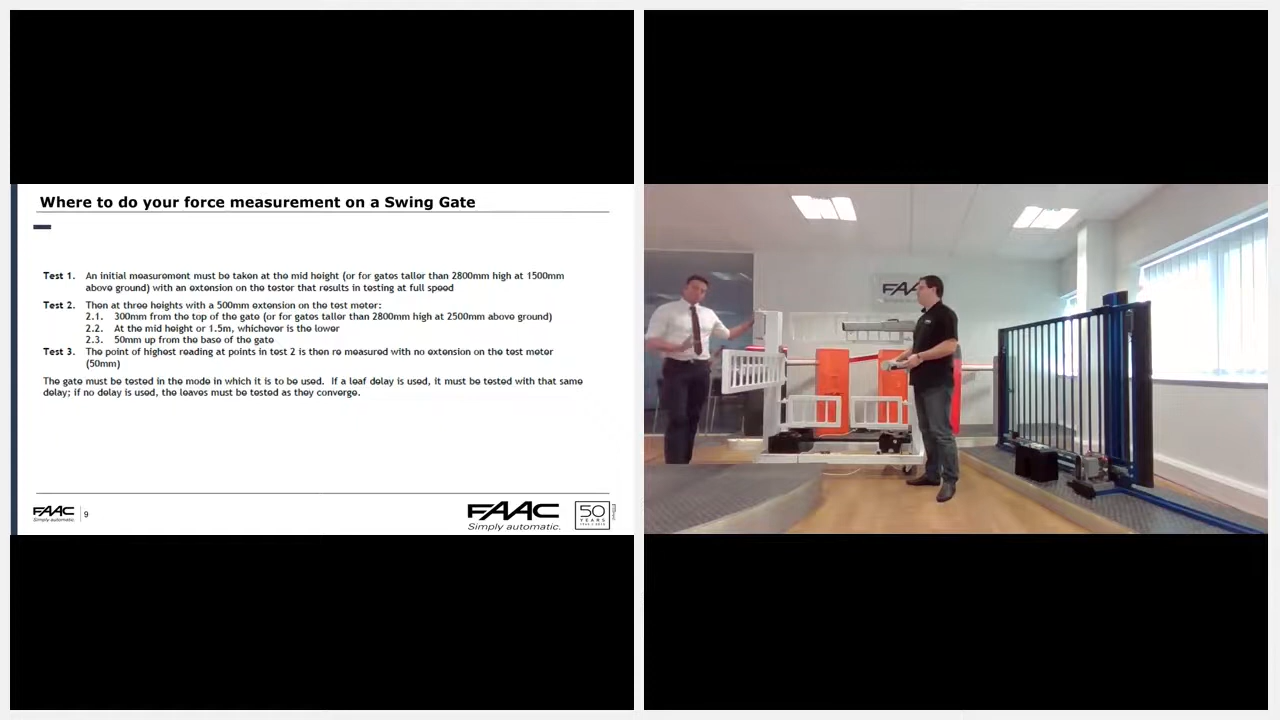 Where to do your force measurement on a Swing Gate
Test 1. An initial measurement must be taken at the mid height (or for gates taller than 2800mm high at 1500mm
above ground) with an extension on the tester that results in testing at full speed
Test 2. Then at three heights with a 500mm extension on the test meter:
2.1. 300mm from the top of the gate (or for gates taller than 2800mm high at 2500mm above ground)
2.2. At the mid height or 1.5m, whichever is the lower
2.3. 50mm up from the base of the gate
Test 3. The point of highest reading at points in test 2 is then re measured with no extension on the test meter
(50mm)
The gate must be tested in the mode in which it is to be used. If a leaf delay is used, it must be tested with that same
delay; if no delay is used, the leaves must be tested as they converge.
FAAC
Simply automatic.
9
FAAC
Simply automatic.
50
YEARS
FAAC